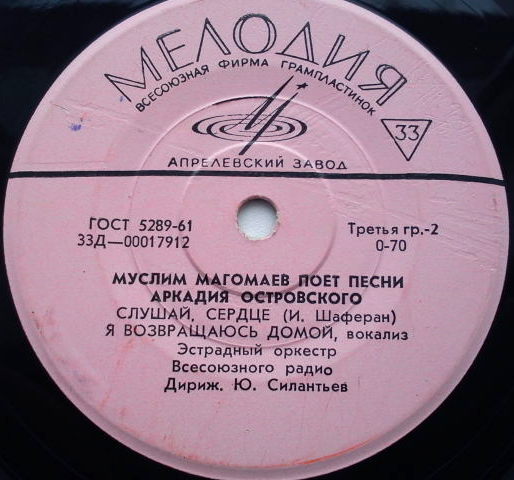 МЕЛОДИЯ
ВСЕСОЮЗНАЯ ФИРМА ГРАМПЛАСТИНОК
33
АПРЕЛЕВСКИЙ ЗАВОД
ГОСТ 5289-61
Третья гр.-2
33Д—00017912
0-70
МУСЛИМ МАГОМАЕВ ПОЕТ ПЕСНИ
АРКАДИЯ ОСТРОВСКОГО
СЛУШАЙ, СЕРДЦЕ (И. Шаферан)
Я ВОЗВРАЩАЮСЬ ДОМОЙ, вокализ
Эстрадный оркестр
Всесоюзного радио
Дириж. Ю. Силантьев